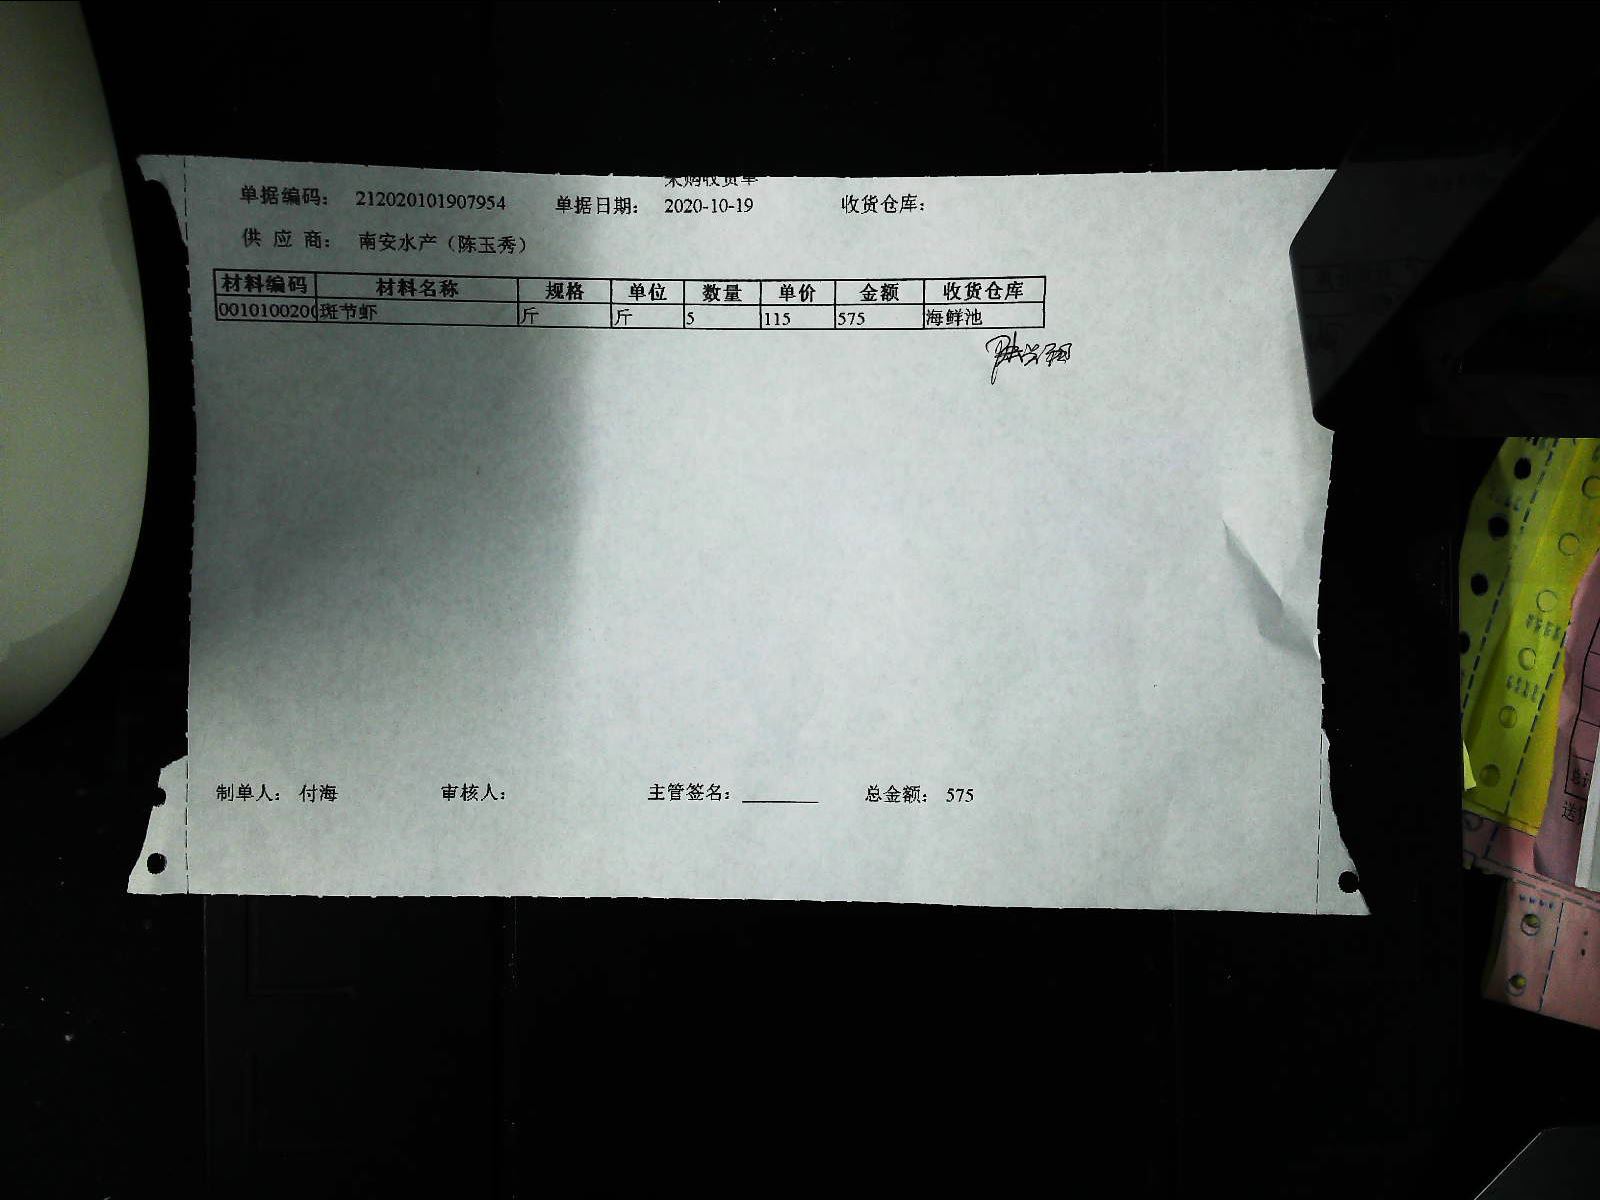 采购收货单
单据编码： 212020101907954 单据日期： 2020-10-19 收货仓库：
供 应 商： 南安水产（陈玉秀）
材料编码 材料名称 规格 单位 数量 单价 金额 收货仓库
0010100200 斑节虾 斤 斤 5 115 575 海鲜池
制单人： 付海 审核人： 主管签名：________ 总金额： 575